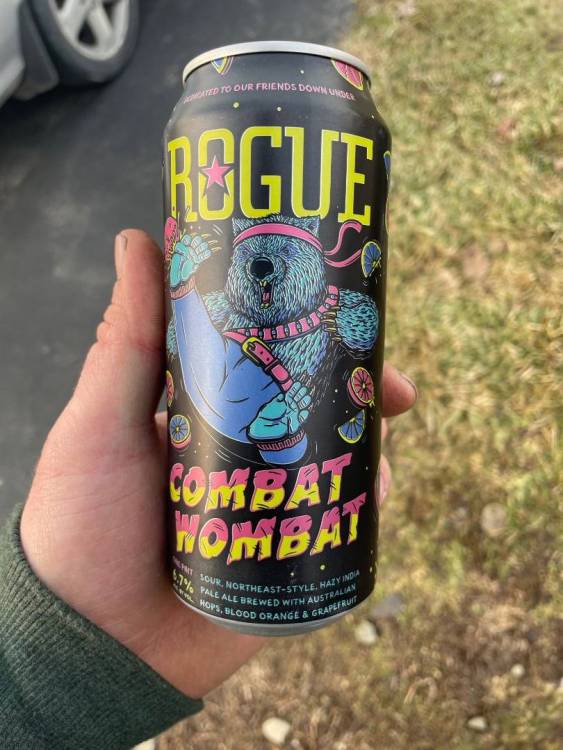 DEDICATED TO OUR FRIENDS DOWN UNDER
ROGUE
COMBAT
WOMBAT
PINT
6.7%
SOUR, NORTHEAST-STYLE, HAZY INDIA
PALE ALE BREWED WITH AUSTRALIAN
HOPS, BLOOD ORANGE & GRAPEFRUIT